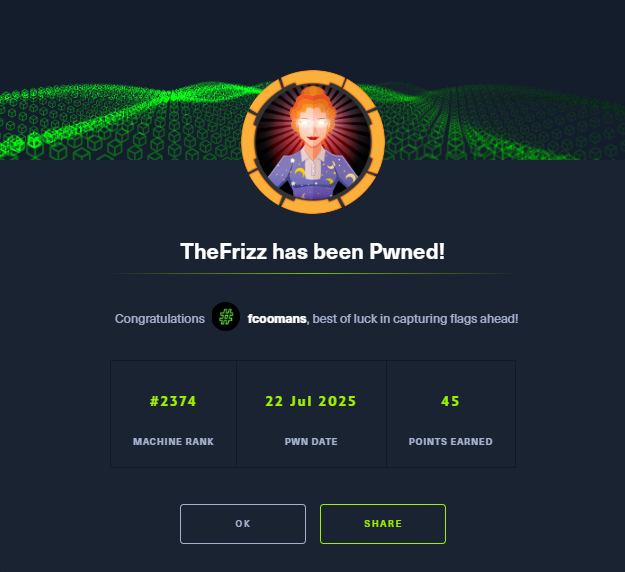 TheFrizz has been Pwned!
Congratulations fcoomans, best of luck in capturing flags ahead!
#2374 22 Jul 2025 45
MACHINE RANK PWN DATE POINTS EARNED
OK SHARE